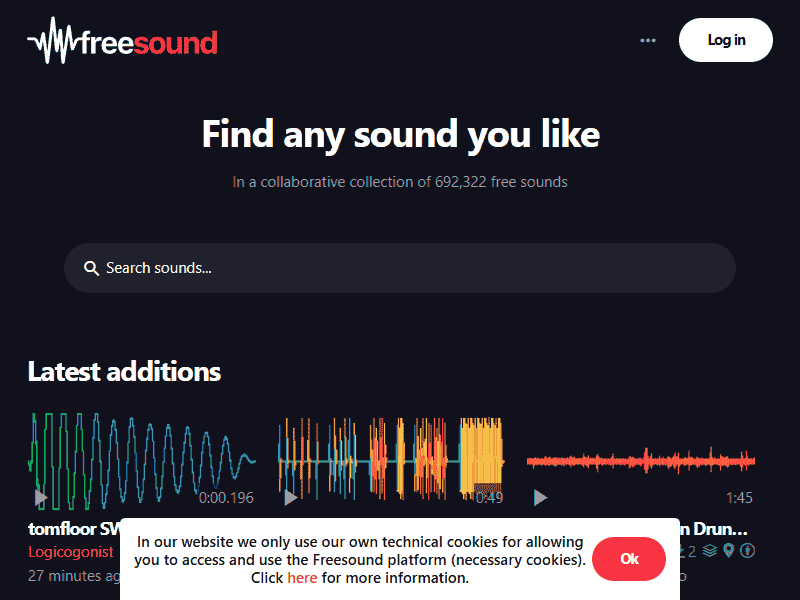 freesound
Log in
Find any sound you like
In a collaborative collection of 692,322 free sounds
Search sounds...
Latest additions
0:00.196
0:49
1:45
tomfloor
Drun...
Logicogonist
2
27 minutes
In our website we only use our own technical cookies for allowing
you to access and use the Freesound platform (necessary cookies).
Click here for more information.
Ok